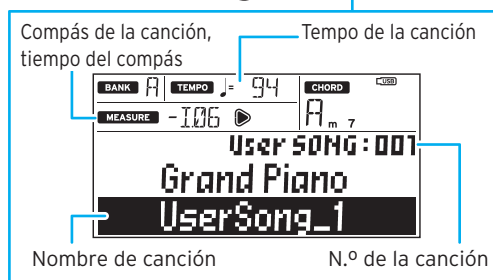 Compás de la canción,
tiempo del compás
Tempo de la canción
BANK A TEMPO ♩= 94 CHORD USB
MEASURE -106 Am7
User SONG:001
Grand Piano
UserSong_1
Nombre de canción
N.º de la canción